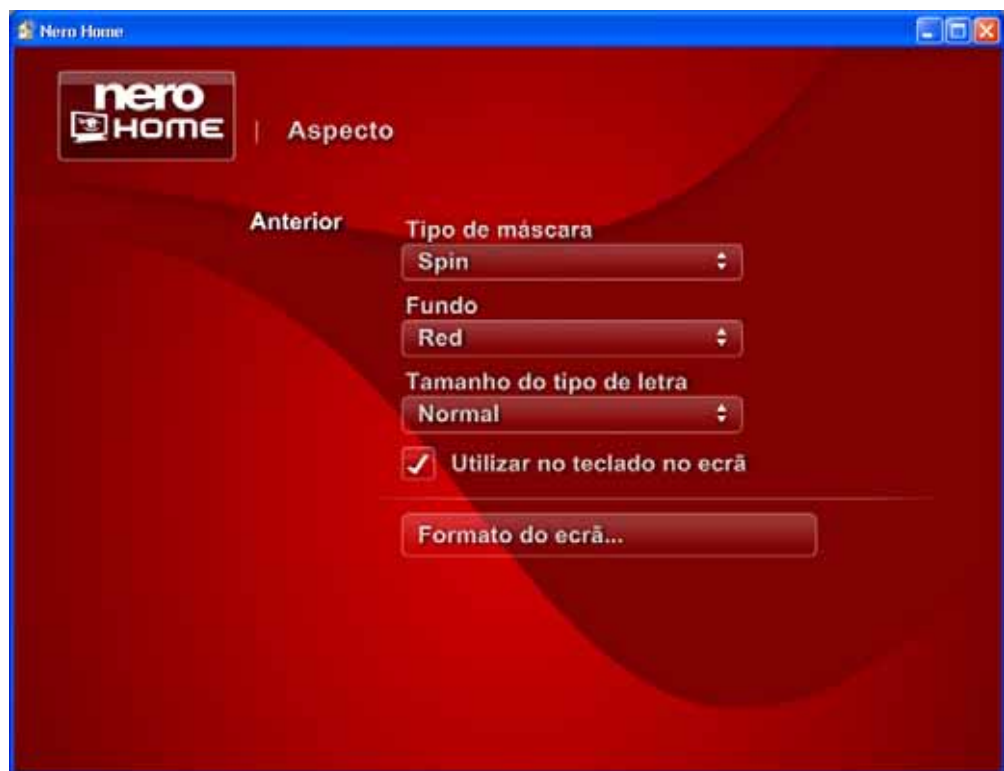 Nero Home
nero
HOME
| Aspecto
Anterior
Tipo de máscara
Spin
Fundo
Red
Tamanho do tipo de letra
Normal
Utilizar no teclado no ecrã
Formato do ecrã...